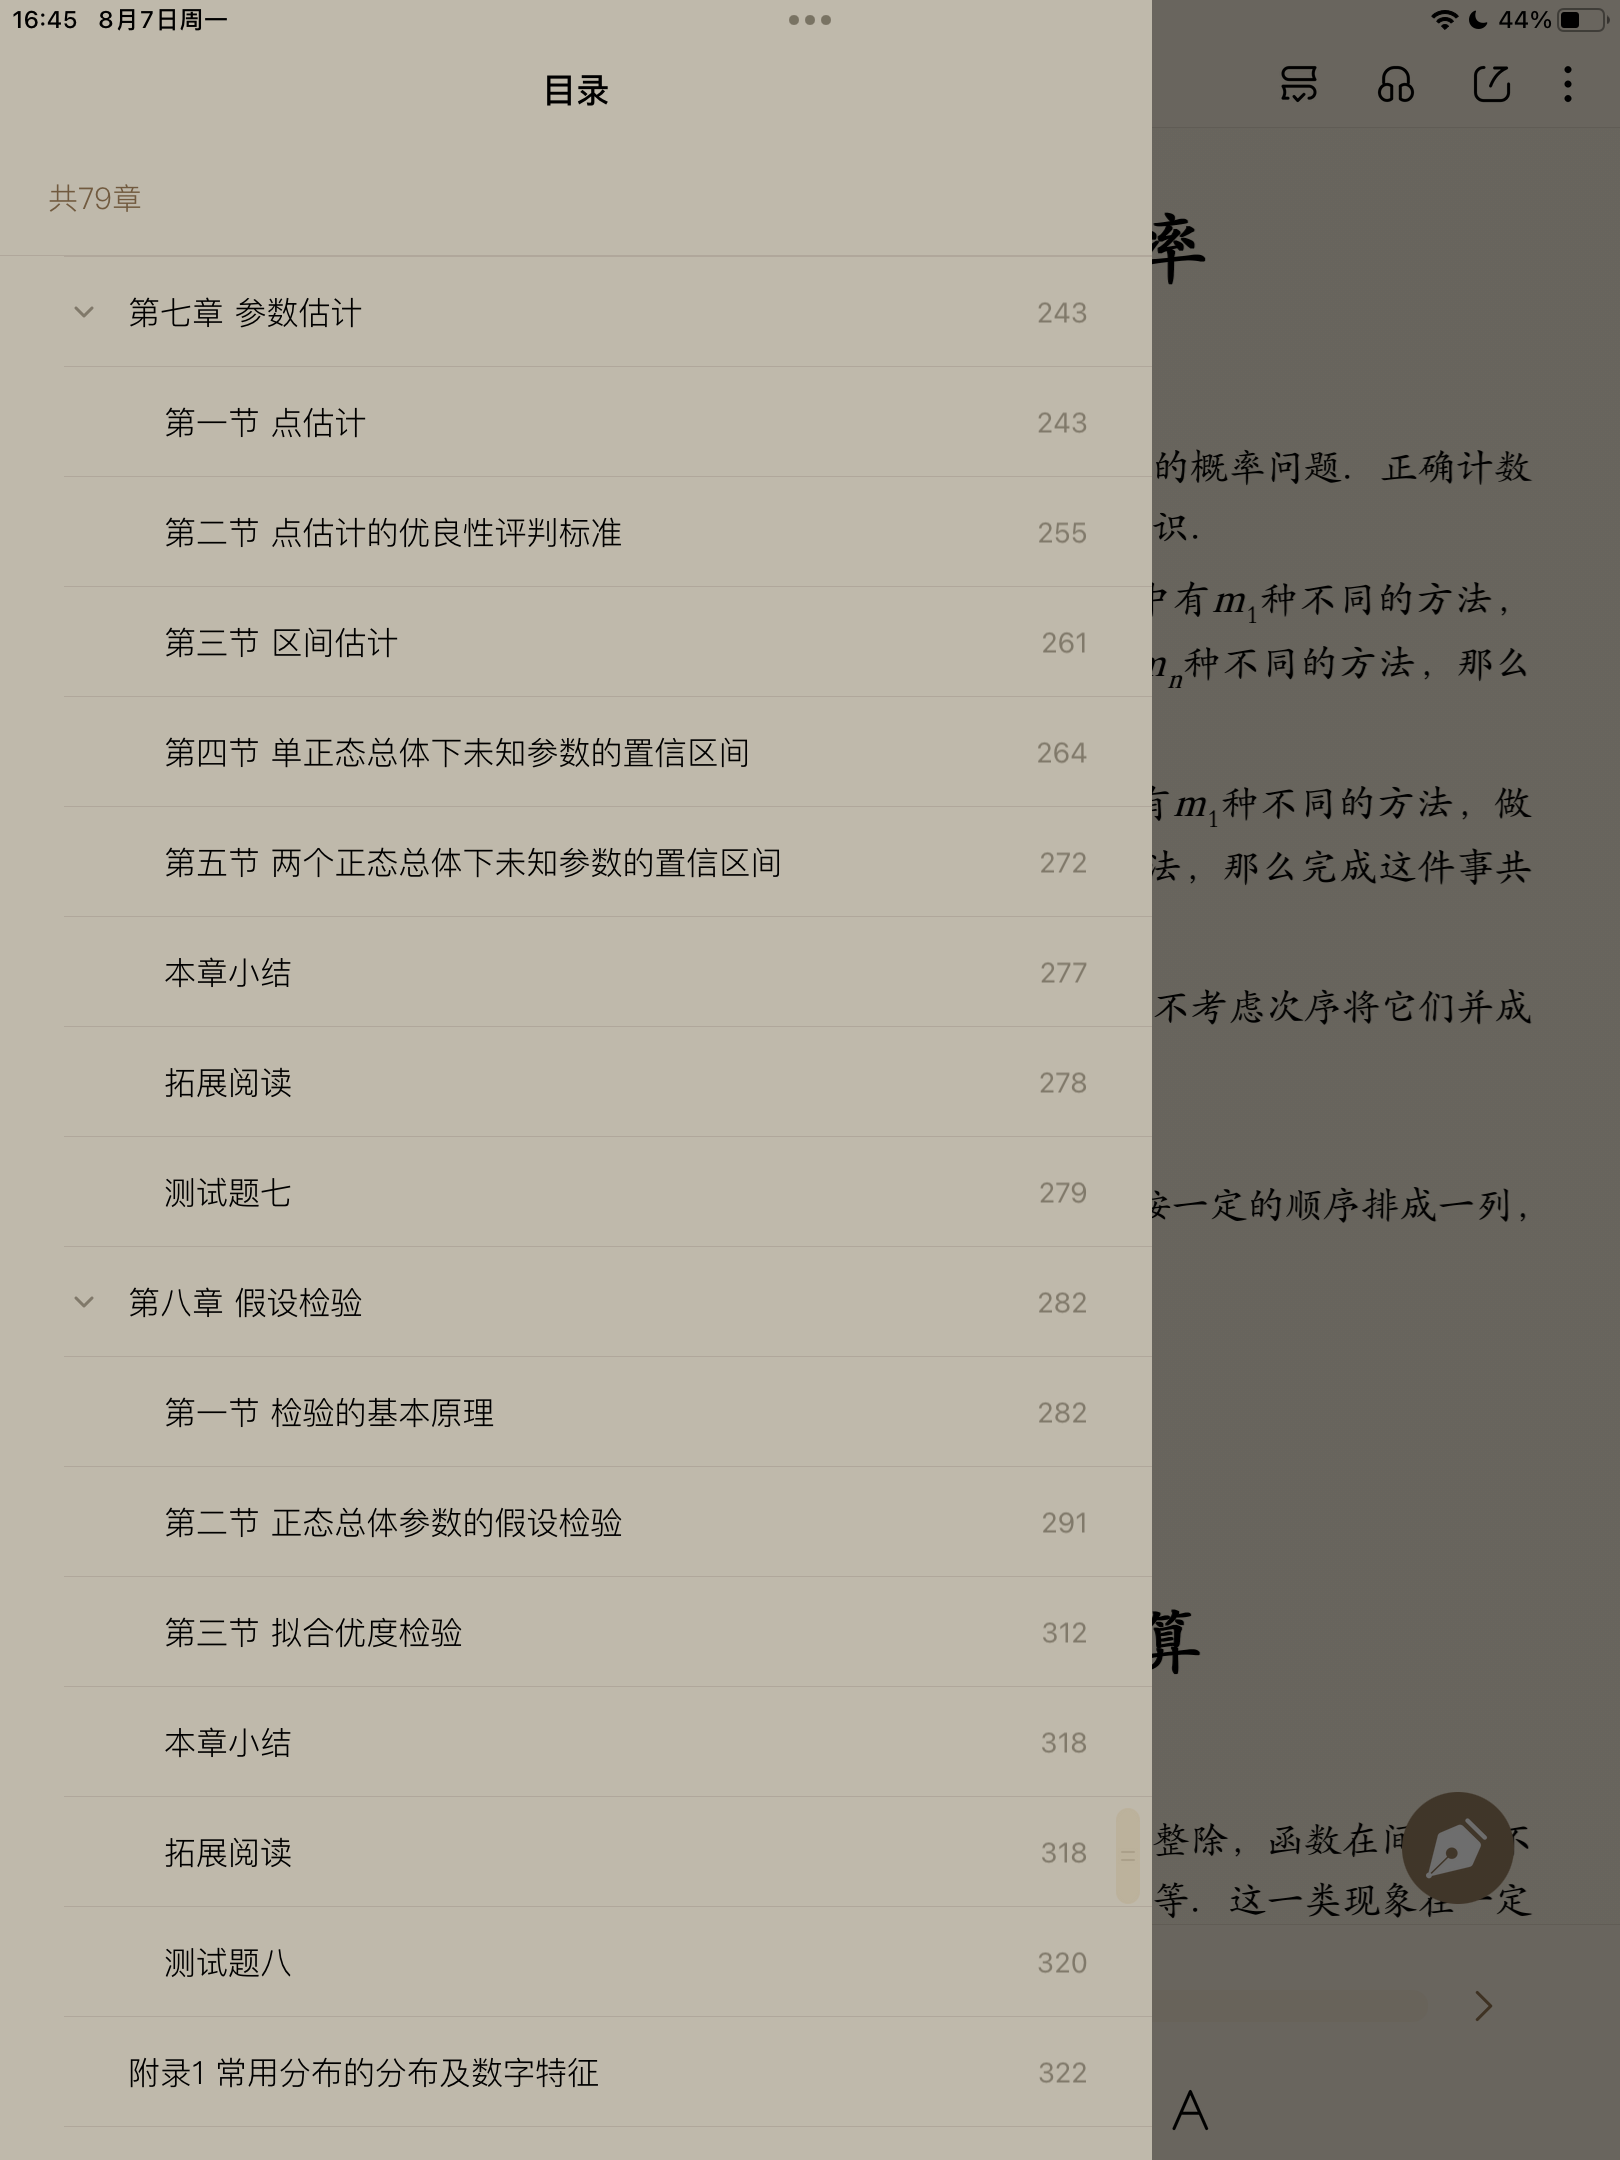 16:45 8月7日周一
44%
目录
共79章
第七章 参数估计 243
第一节 点估计 243
第二节 点估计的优良性评判标准 255
第三节 区间估计 261
第四节 单正态总体下未知参数的置信区间 264
第五节 两个正态总体下未知参数的置信区间 272
本章小结 277
拓展阅读 278
测试题七 279
第八章 假设检验 282
第一节 检验的基本原理 282
第二节 正态总体参数的假设检验 291
第三节 拟合优度检验 312
本章小结 318
拓展阅读 318
测试题八 320
附录1 常用分布的分布及数字特征 322
率
的概率问题. 正确计数
识.
中有m1种不同的方法,
mn种不同的方法, 那么
有m1种不同的方法, 做
法, 那么完成这件事共
不考虑次序将它们并成
按一定的顺序排成一列,
算
整除, 函数在间 不
等. 这一类现象在一定
A